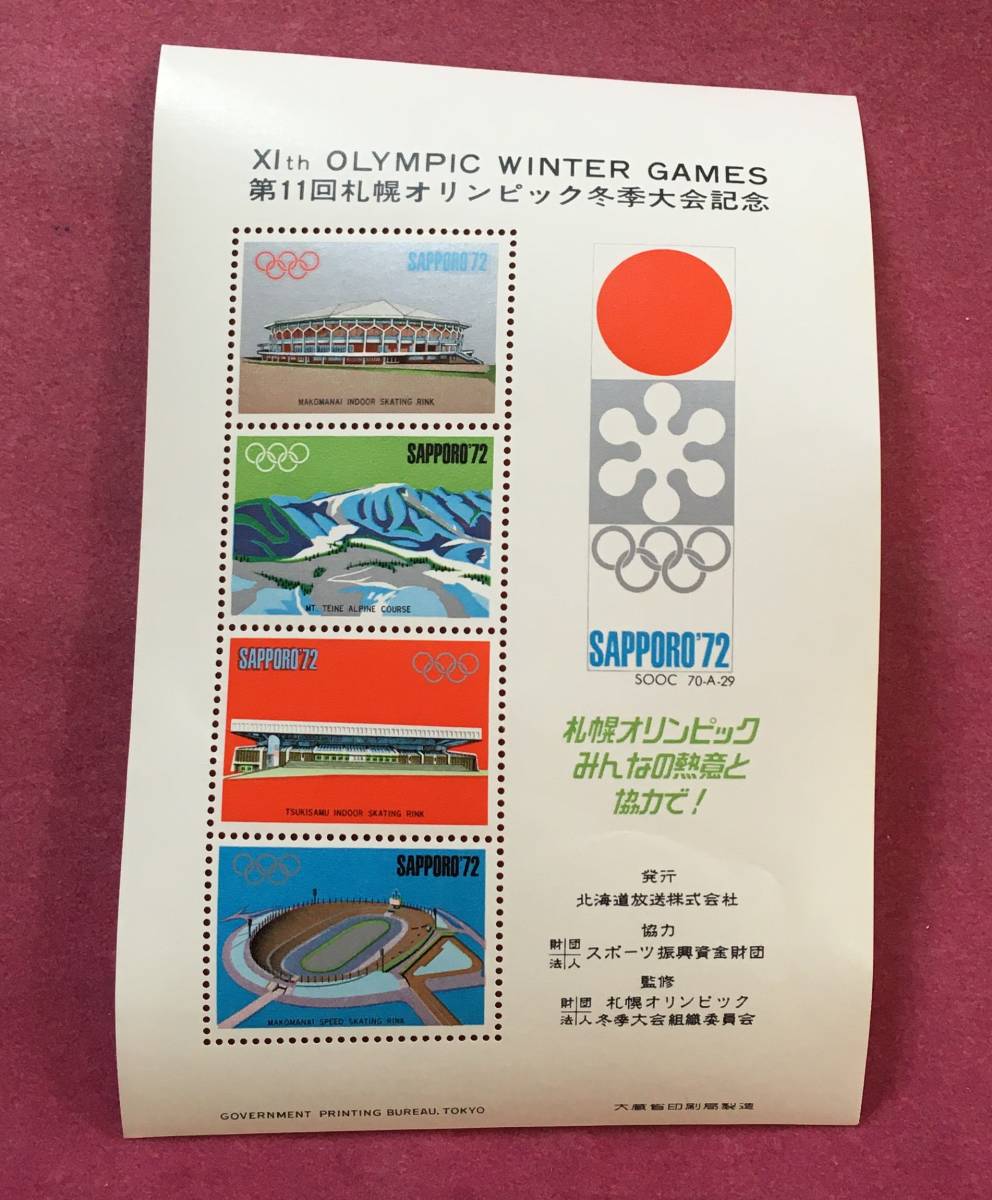 XIth OLYMPIC WINTER GAMES
第11回札幌オリンピック冬季大会記念
SAPPORO'72
MAKOMANAI INDOOR SKATING RINK
SAPPORO'72
MT. TEINE ALPINE COURSE
SAPPORO'72
TSUKISAMU INDOOR SKATING RINK
SAPPORO'72
MAKOMANAI SPEED SKATING RINK
SAPPORO'72
SOOC 70-A-29
札幌オリンピック
みんなの熱意と
協力で!
発行
北海道放送株式会社
協力
財団法人 スポーツ振興資金財団
監修
財団法人 札幌オリンピック
冬季大会組織委員会
GOVERNMENT PRINTING BUREAU, TOKYO
大蔵省印刷局製造